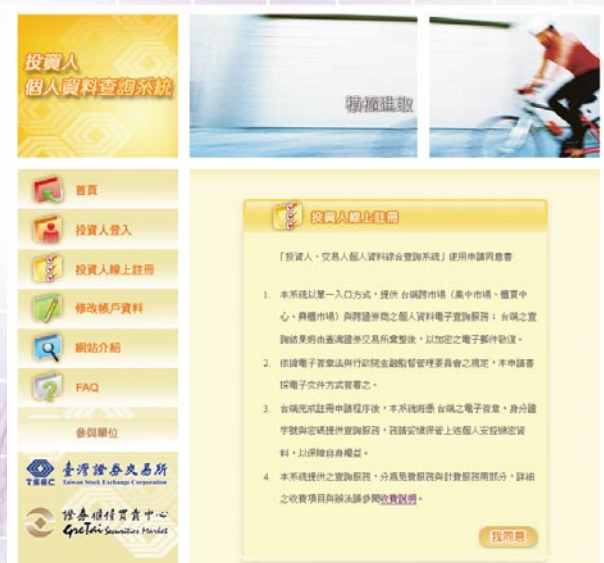 投資人
個人資料查詢系統
積極進取
首頁
投資人登入
投資人線上註冊
修改帳戶資料
網站介紹
FAQ
參與單位
TSEC
臺灣證券交易所
Taiwan Stock Exchange Corporation
證券櫃檯買賣中心
GreTai Securities Market
投資人線上註冊
「投資人、交易人個人資料綜合查詢系統」使用申請同意書
1. 本系統以單一入口方式,提供 台端跨市場(集中市場、櫃買中
心、興櫃市場)與跨證券商之個人資料電子查詢服務;台端之查
詢結果將由臺灣證券交易所彙整後,以加密之電子郵件敬復。
2. 依據電子簽章法與行政院金融監督管理委員會之規定,本申請書
採電子文件方式簽署之。
3. 台端完成註冊申請程序後,本系統將憑 台端之電子簽章、身分證
字號與密碼提供查詢服務,務請妥慎保管上述個人安控機密資
料,以保障自身權益。
4. 本系統提供之查詢服務,分為免費服務與計費服務兩部分,詳細
之收費項目與辦法請參閱收費說明。
我同意